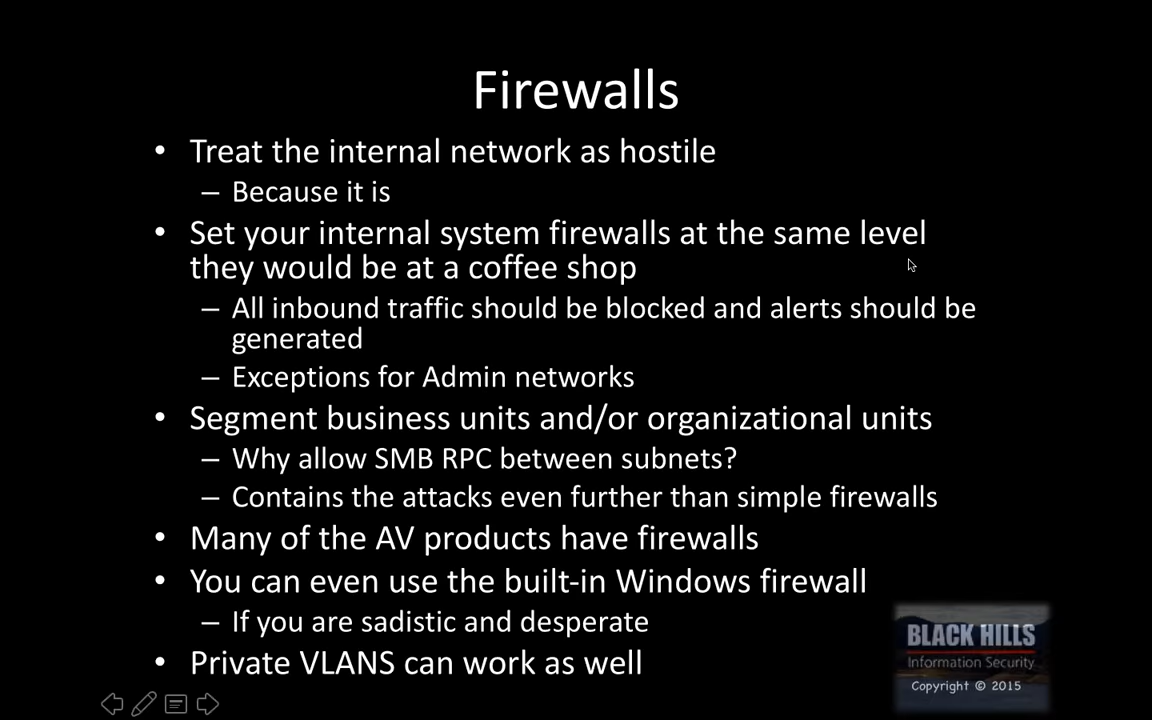 Firewalls
• Treat the internal network as hostile
– Because it is
• Set your internal system firewalls at the same level
they would be at a coffee shop
– All inbound traffic should be blocked and alerts should be
generated
– Exceptions for Admin networks
• Segment business units and/or organizational units
– Why allow SMB RPC between subnets?
– Contains the attacks even further than simple firewalls
• Many of the AV products have firewalls
• You can even use the built-in Windows firewall
– If you are sadistic and desperate
• Private VLANS can work as well
BLACK HILLS
Information Security
Copyright © 2015